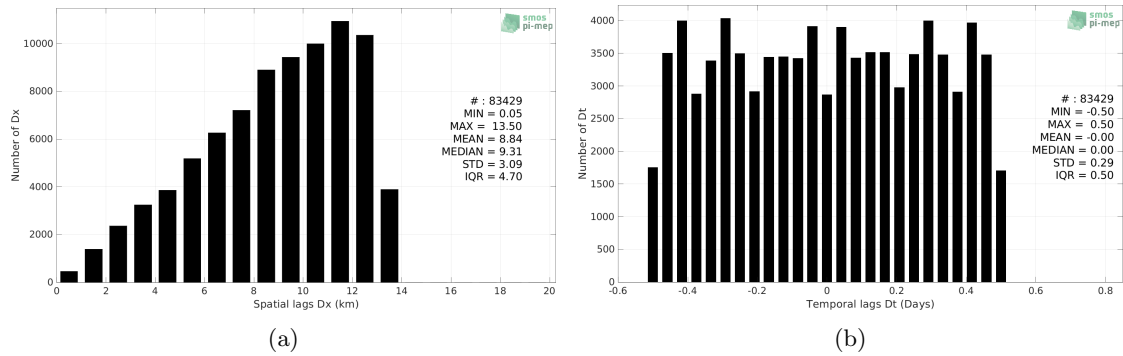 smos
pi-mep
10000
8000
6000
4000
2000
0
Number of Dx
# : 83429
MIN = 0.05
MAX = 13.50
MEAN = 8.84
MEDIAN = 9.31
STD = 3.09
IQR = 4.70
0 2 4 6 8 10 12 14 16 18 20
Spatial lags Dx (km)
(a)
smos
pi-mep
4000
3500
3000
2500
2000
1500
1000
500
0
Number of Dt
# : 83429
MIN = -0.50
MAX = 0.50
MEAN = -0.00
MEDIAN = 0.00
STD = 0.29
IQR = 0.50
-0.6 -0.4 -0.2 0 0.2 0.4 0.6 0.8
Temporal lags Dt (Days)
(b)